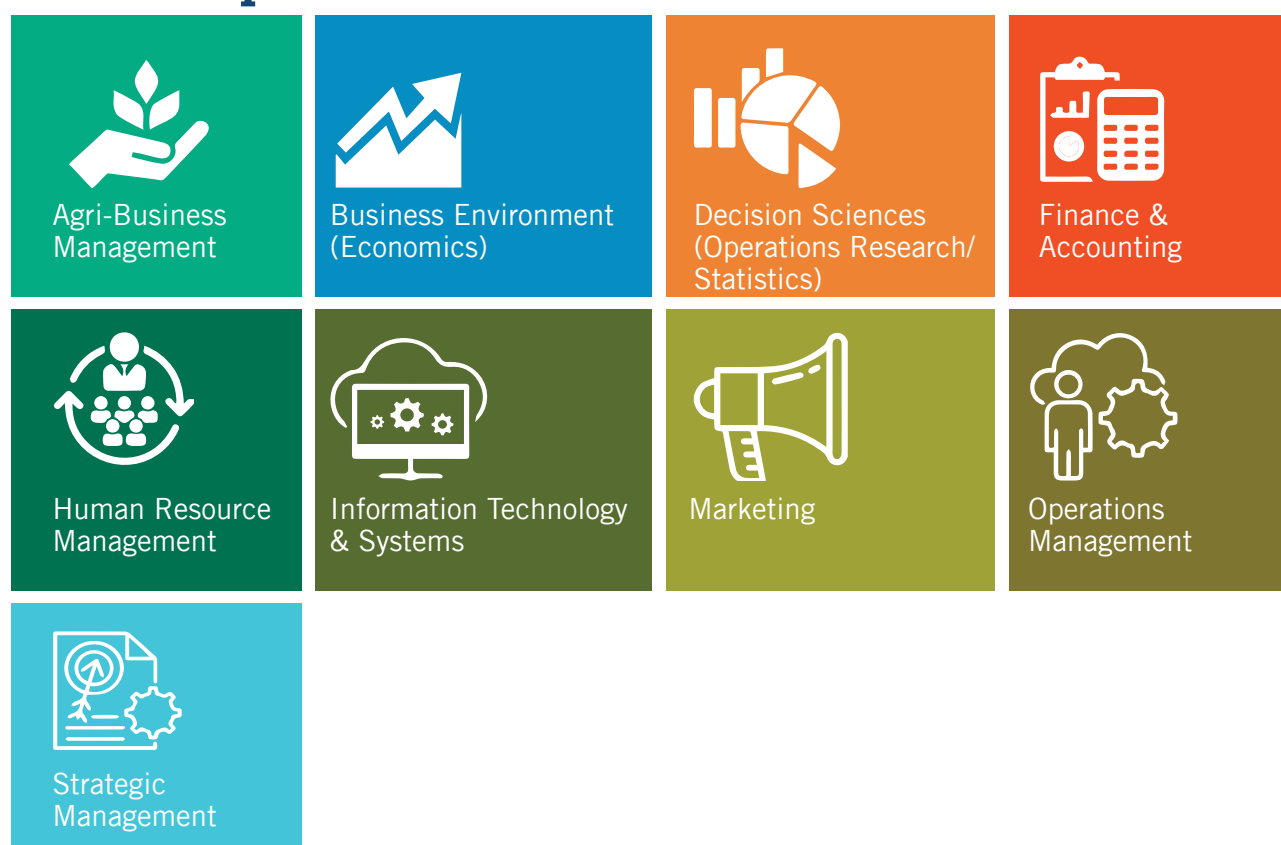 Agri-Business
Management
Business Environment
(Economics)
Decision Sciences
(Operations Research/
Statistics)
Finance &
Accounting
Human Resource
Management
Information Technology
& Systems
Marketing
Operations
Management
Strategic
Management